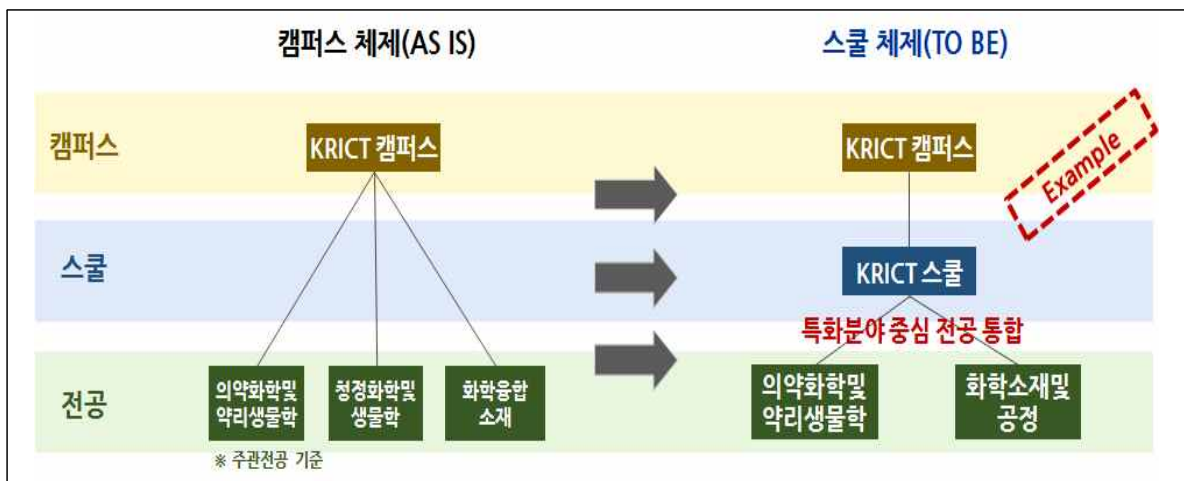 캠퍼스 체제(AS IS)
스쿨 체제(TO BE)
캠퍼스
KRICT 캠퍼스
KRICT 캠퍼스
Example
스쿨
KRICT 스쿨
특화분야 중심 전공 통합
전공
의약화학및
약리생물학
청정화학및
생물학
화학융합
소재
의약화학및
약리생물학
화학소재및
공정
※ 주관전공 기준